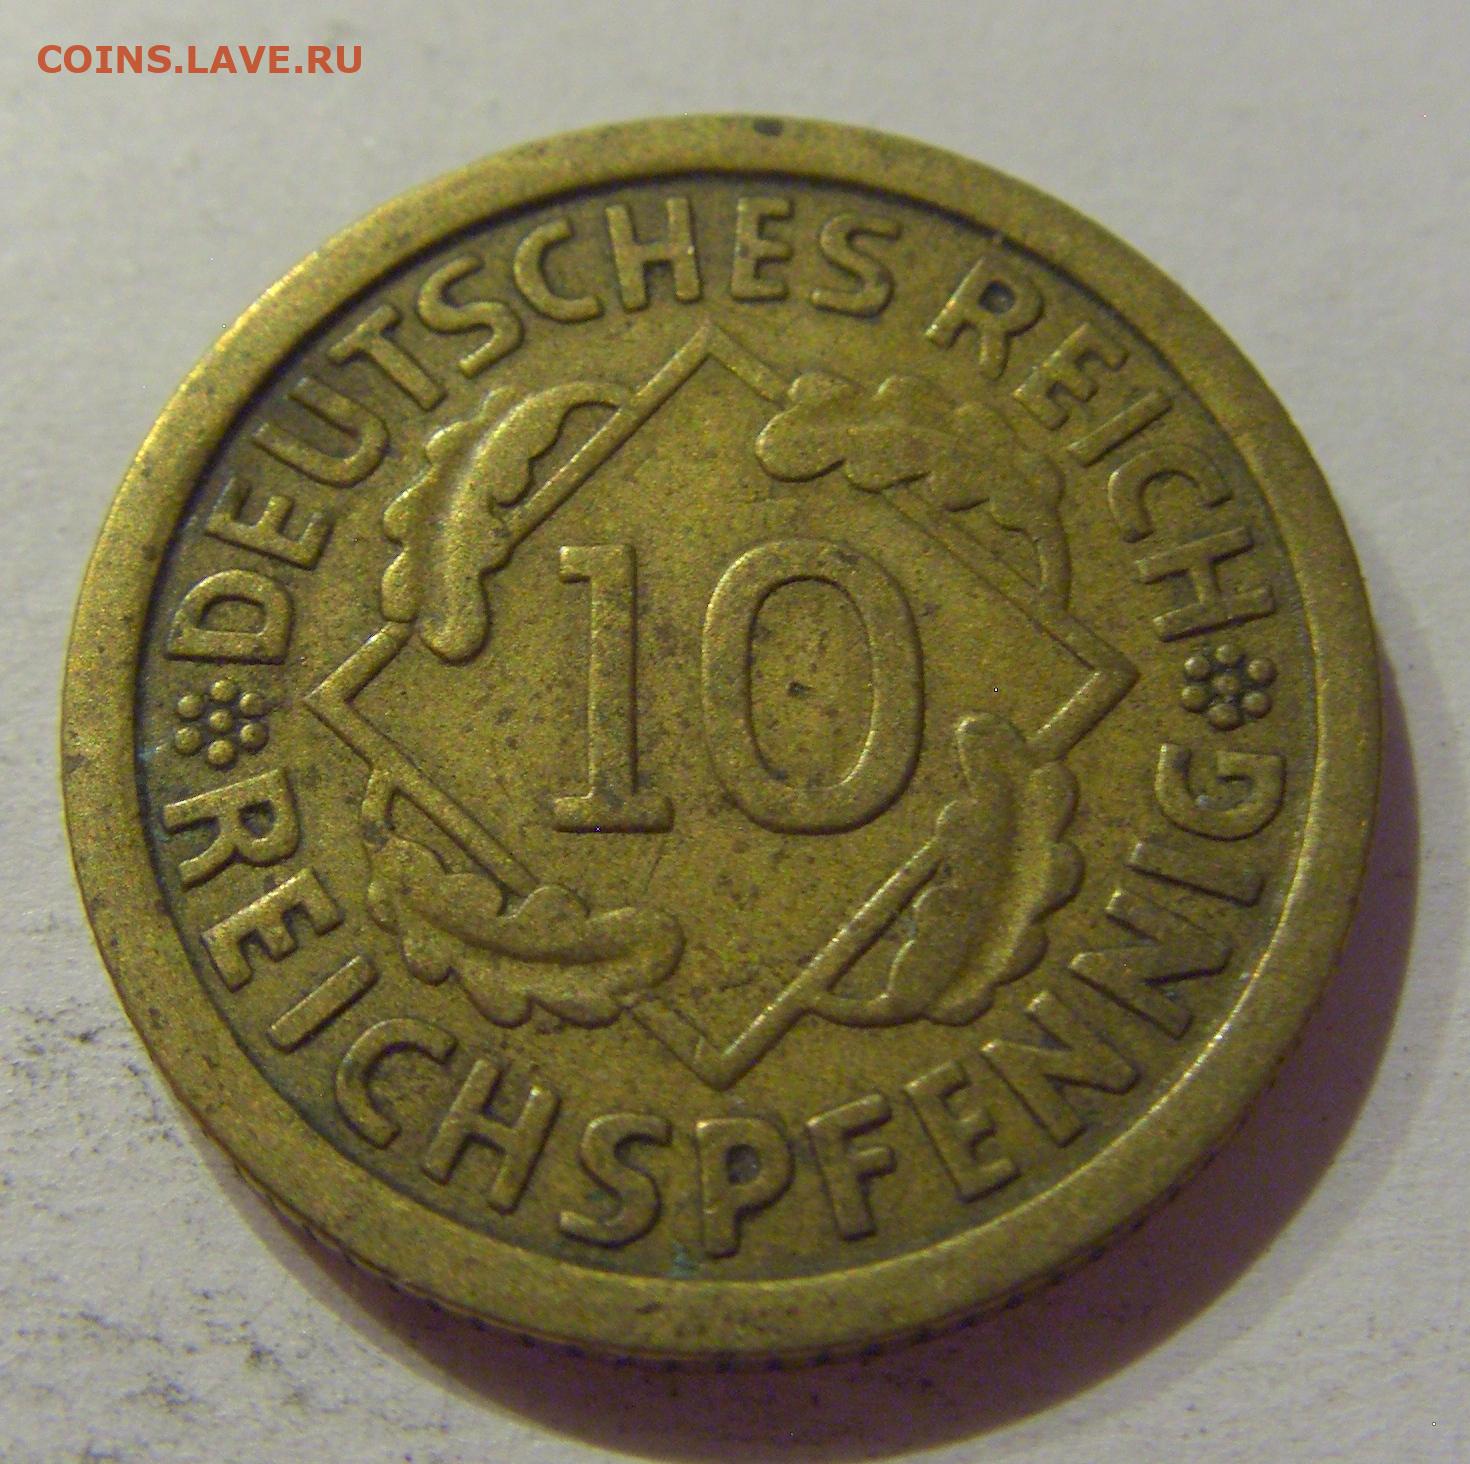 COINS.LAVE.RU
DEUTSCHES REICH
10
REICHSPFENNIG